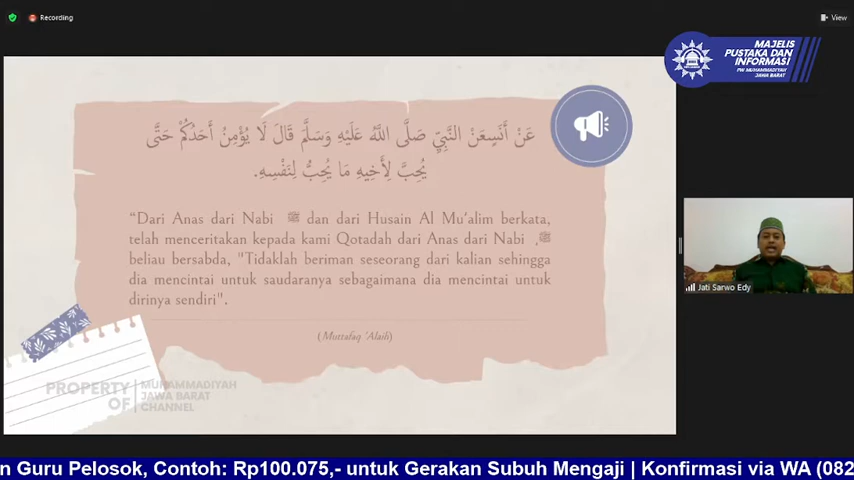 Recording
View
MAJELIS
PUSTAKA DAN
INFORMASI
PW MUHAMMADIYAH
JAWA BARAT
عَنْ أَنَسٍعَنْ النَّبِيِّ صَلَّى اللَّهُ عَلَيْهِ وَسَلَّمَ قَالَ لَا يُؤْمِنُ أَحَدُكُمْ حَتَّى
يُحِبَّ لِأَخِيهِ مَا يُحِبُّ لِنَفْسِهِ.
“Dari Anas dari Nabi ﷺ dan dari Husain Al Mu'alim berkata,
telah menceritakan kepada kami Qotadah dari Anas dari Nabi ,ﷺ
beliau bersabda, "Tidaklah beriman seseorang dari kalian sehingga
dia mencintai untuk saudaranya sebagaimana dia mencintai untuk
dirinya sendiri".
(Muttafaq 'Alaih)
Jati Sarwo Edy
PROPERTY OF
MUHAMMADIYAH
JAWA BARAT
CHANNEL
n Guru Pelosok, Contoh: Rp100.075,- untuk Gerakan Subuh Mengaji | Konfirmasi via WA (082